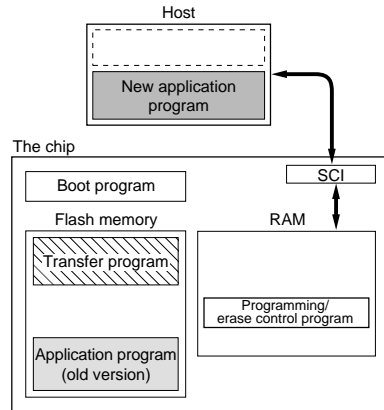 Host
New application
program
The chip
SCI
Boot program
Flash memory
RAM
Transfer program
Programming/
erase control program
Application program
(old version)